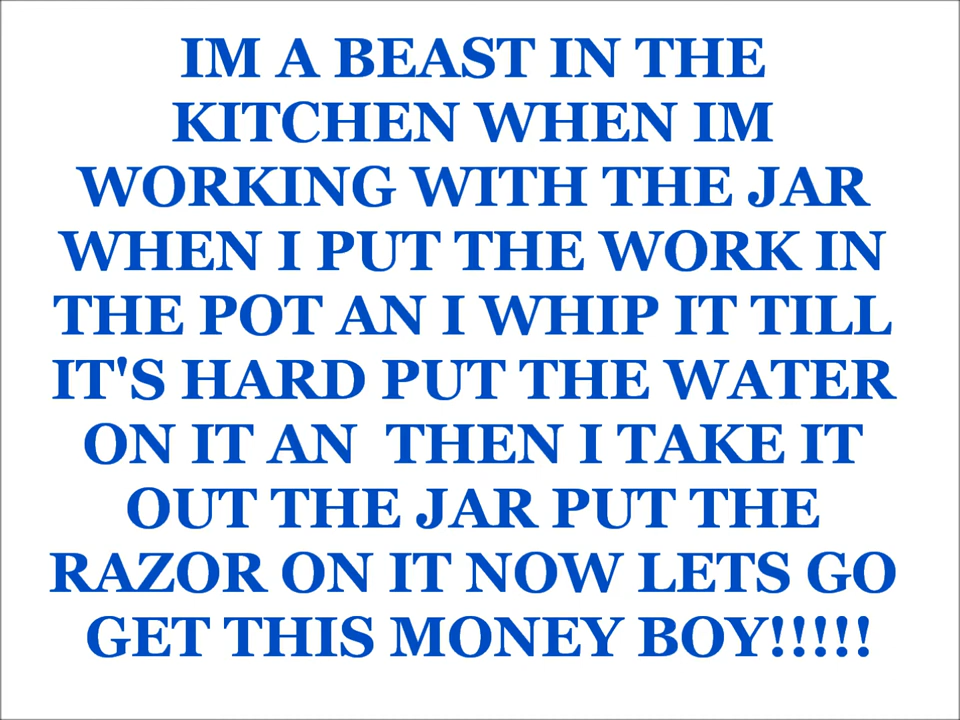 IM A BEAST IN THE
KITCHEN WHEN IM
WORKING WITH THE JAR
WHEN I PUT THE WORK IN
THE POT AN I WHIP IT TILL
IT'S HARD PUT THE WATER
ON IT AN  THEN I TAKE IT
OUT THE JAR PUT THE
RAZOR ON IT NOW LETS GO
GET THIS MONEY BOY!!!!!